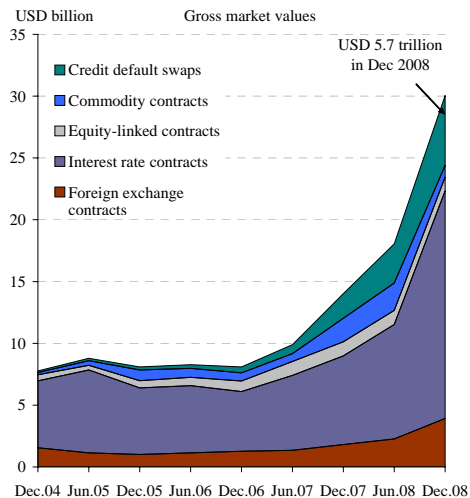 USD billion
Gross market values
35
USD 5.7 trillion
in Dec 2008
30
Credit default swaps
Commodity contracts
Equity-linked contracts
Interest rate contracts
Foreign exchange
contracts
25
20
15
10
5
0
Dec.04 Jun.05 Dec.05 Jun.06 Dec.06 Jun.07 Dec.07 Jun.08 Dec.08